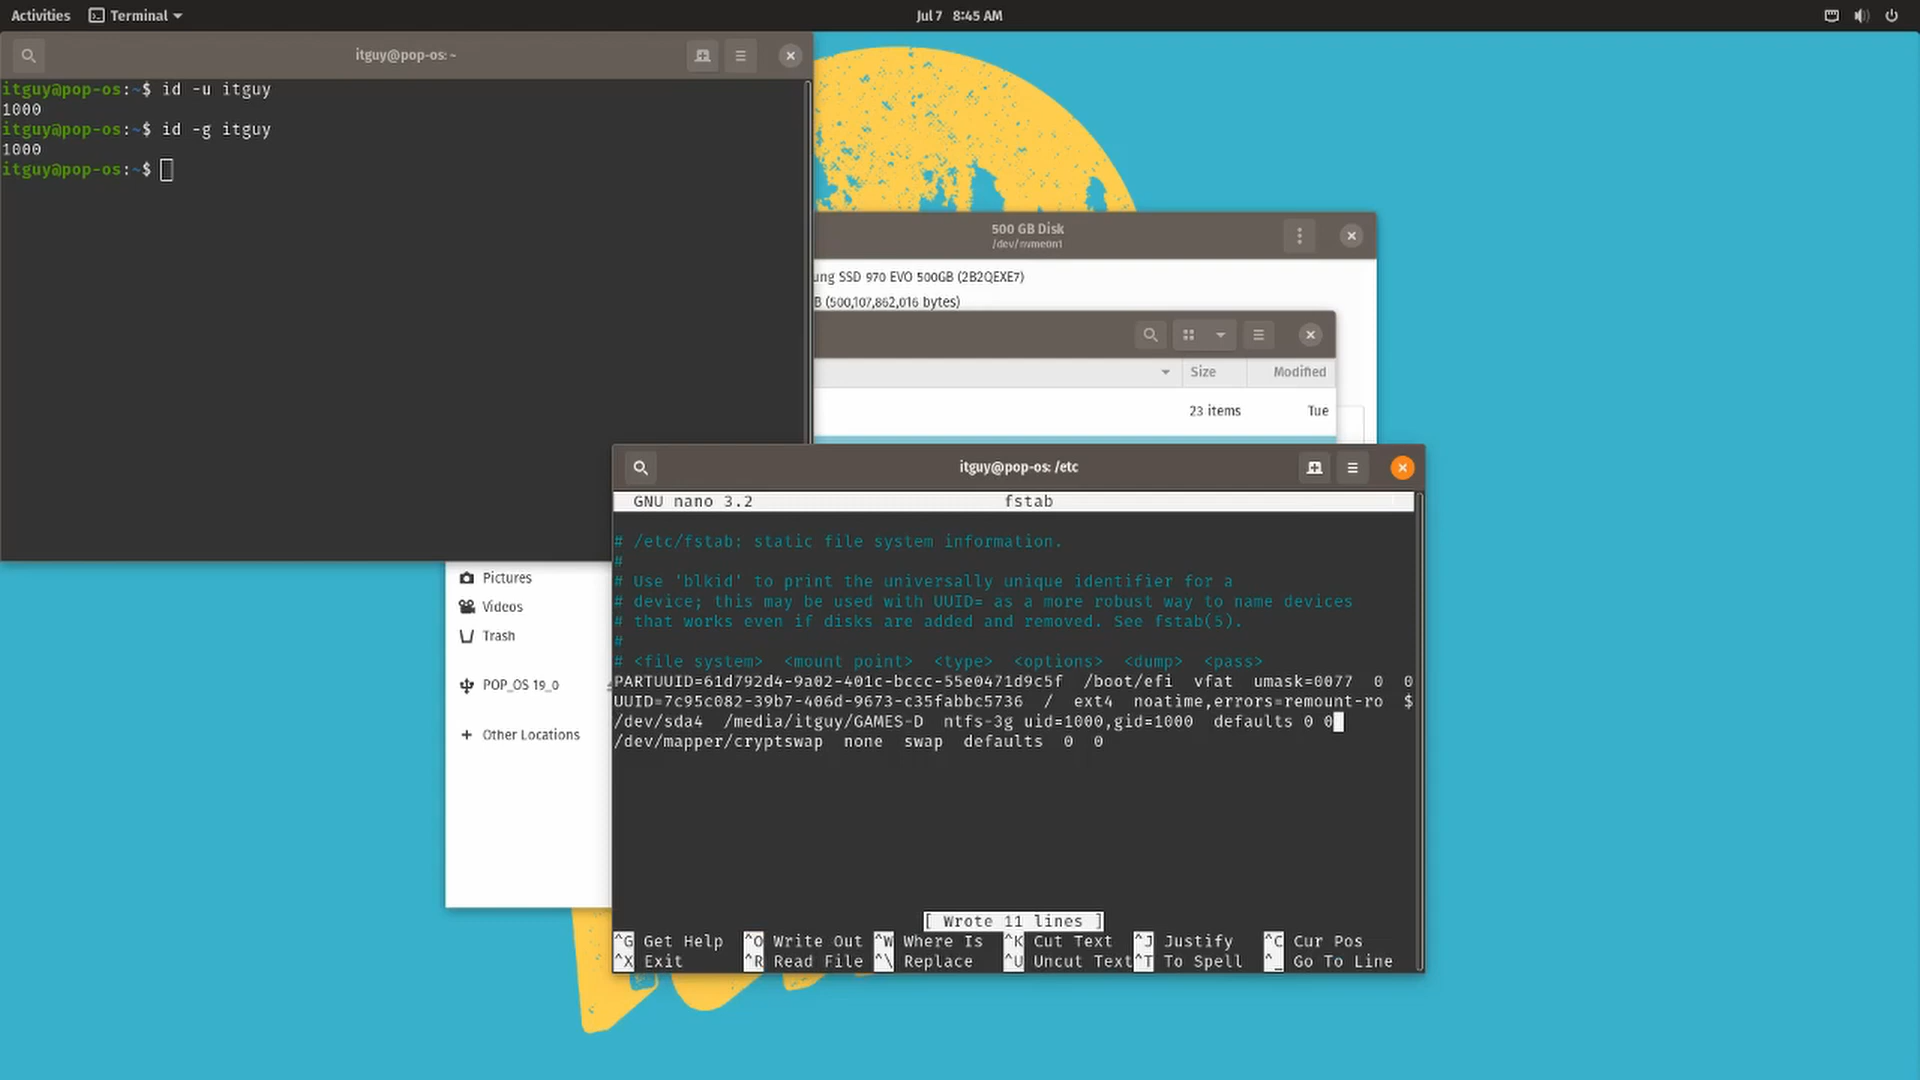 Activities Terminal Jul 7 8:45 AM
itguy@pop-os: ~
itguy@pop-os:~$ id -u itguy
1000
itguy@pop-os:~$ id -g itguy
1000
itguy@pop-os:~$
500 GB Disk
/dev/nvme0n1
ung SSD 970 EVO 500GB (2B2QEXE7)
B (500,107,862,016 bytes)
Size Modified
23 items Tue
Pictures
Videos
Trash
POP_OS 19_0
+ Other Locations
itguy@pop-os: /etc
GNU nano 3.2 fstab
# /etc/fstab: static file system information.
#
# Use 'blkid' to print the universally unique identifier for a
# device; this may be used with UUID= as a more robust way to name devices
# that works even if disks are added and removed. See fstab(5).
#
# <file system> <mount point> <type> <options> <dump> <pass>
PARTUUID=61d792d4-9a02-401c-bccc-55e0471d9c5f /boot/efi vfat umask=0077 0 0
UUID=7c95c082-39b7-406d-9673-c35fabbc5736 / ext4 noatime,errors=remount-ro $
/dev/sda4 /media/itguy/GAMES-D ntfs-3g uid=1000,gid=1000 defaults 0 0
/dev/mapper/cryptswap none swap defaults 0 0
[ Wrote 11 lines ]
^G Get Help ^O Write Out ^W Where Is ^K Cut Text ^J Justify ^C Cur Pos
^X Exit ^R Read File ^\ Replace ^U Uncut Text ^T To Spell ^_ Go To Line